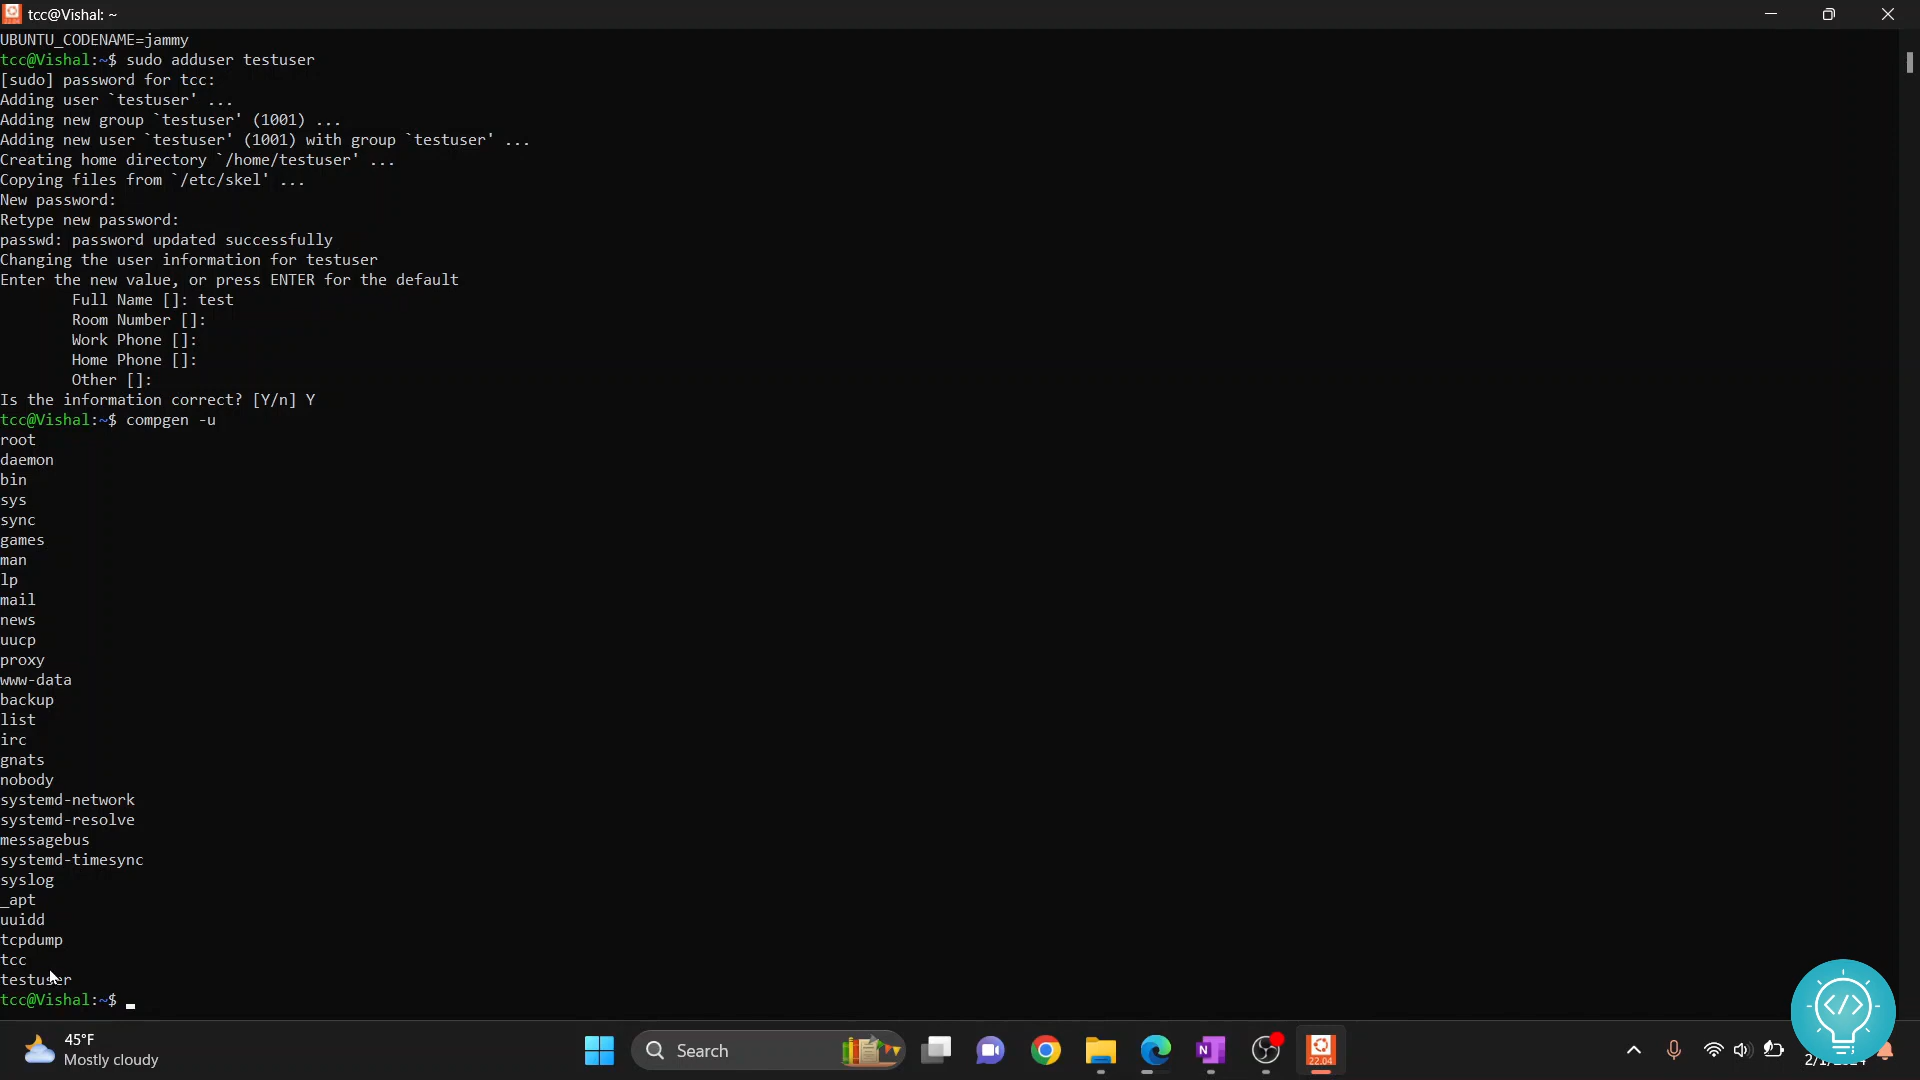 tcc@Vishal: ~
UBUNTU_CODENAME=jammy
tcc@Vishal:~$ sudo adduser testuser
[sudo] password for tcc:
Adding user `testuser' ...
Adding new group `testuser' (1001) ...
Adding new user `testuser' (1001) with group `testuser' ...
Creating home directory `/home/testuser' ...
Copying files from `/etc/skel' ...
New password:
Retype new password:
passwd: password updated successfully
Changing the user information for testuser
Enter the new value, or press ENTER for the default
        Full Name []: test
        Room Number []:
        Work Phone []:
        Home Phone []:
        Other []:
Is the information correct? [Y/n] Y
tcc@Vishal:~$ compgen -u
root
daemon
bin
sys
sync
games
man
lp
mail
news
uucp
proxy
www-data
backup
list
irc
gnats
nobody
systemd-network
systemd-resolve
messagebus
systemd-timesync
syslog
_apt
uuidd
tcpdump
tcc
testuser
tcc@Vishal:~$
45°F
Mostly cloudy
Search
22.04